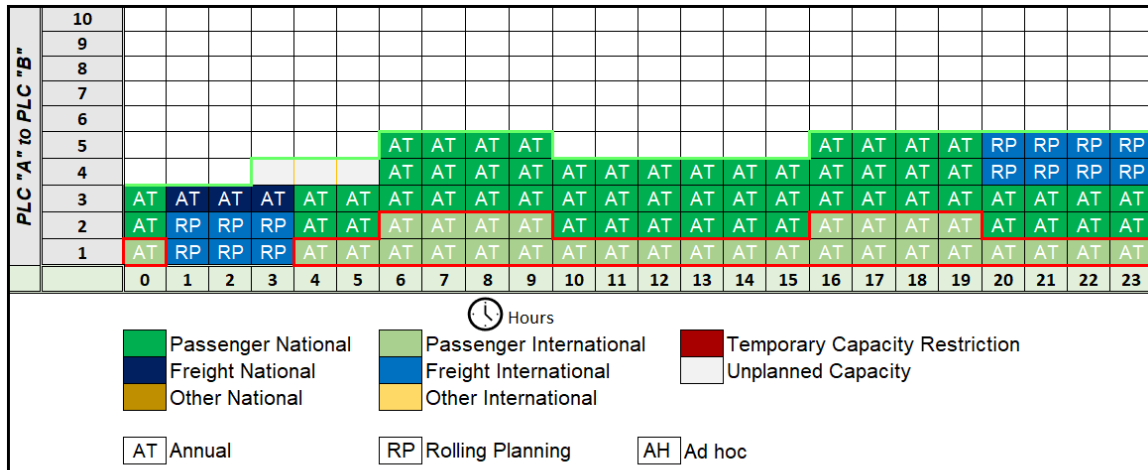 PLC "A" to PLC "B"
10
9
8
7
6
5 AT AT AT AT AT AT AT AT RP RP RP RP
4 AT AT AT AT AT AT AT AT AT AT AT AT AT AT RP RP RP RP
3 AT AT AT AT AT AT AT AT AT AT AT AT AT AT AT AT AT AT AT AT AT AT AT AT
2 AT RP RP RP AT AT AT AT AT AT AT AT AT AT AT AT AT AT AT AT AT AT AT AT
1 AT RP RP RP AT AT AT AT AT AT AT AT AT AT AT AT AT AT AT AT AT AT AT AT
0 1 2 3 4 5 6 7 8 9 10 11 12 13 14 15 16 17 18 19 20 21 22 23
Hours
Passenger National Passenger International Temporary Capacity Restriction
Freight National Freight International Unplanned Capacity
Other National Other International
AT Annual RP Rolling Planning AH Ad hoc